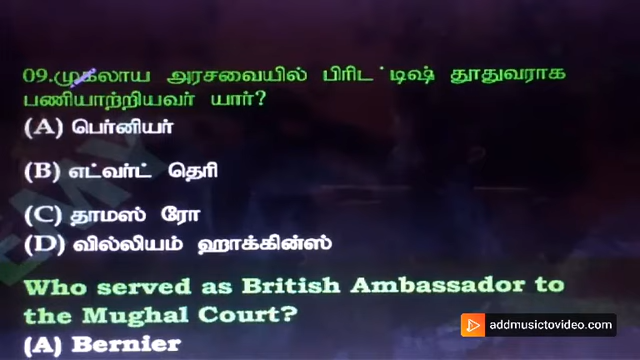 09.முகலாய அரசவையில் பிரிட டிஷ் தூதுவராக
பணியாற்றியவர் யார்?
(A) பெர்னியர்
(B) எட்வர்ட் தெரி
(C) தாமஸ் ரோ
(D) வில்லியம் ஹாக்கின்ஸ்
Who served as British Ambassador to
the Mughal Court?
(A) Bernier
addmusictovideo.com